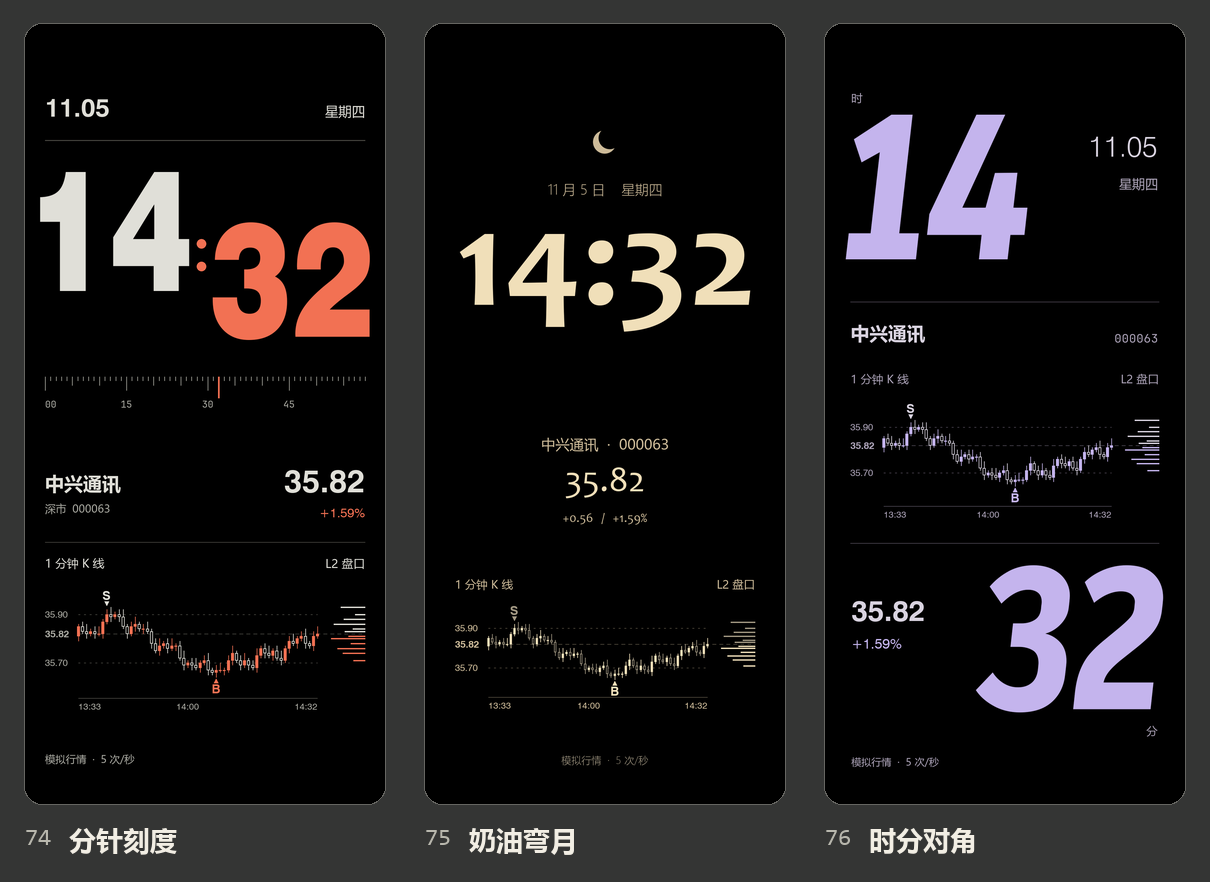 11.05
星期四
14:32
00 15 30 45
中兴通讯
35.82
深市 000063
+1.59%
1 分钟 K 线
L2 盘口
S
35.90
35.82
35.70
B
13:33 14:00 14:32
模拟行情 · 5 次/秒
74 分针刻度
11 月 5 日 星期四
14:32
中兴通讯 · 000063
35.82
+0.56 / +1.59%
1 分钟 K 线
L2 盘口
S
35.90
35.82
35.70
B
13:33 14:00 14:32
模拟行情 · 5 次/秒
75 奶油弯月
时
14
11.05
星期四
中兴通讯
000063
1 分钟 K 线
L2 盘口
S
35.90
35.82
35.70
B
13:33 14:00 14:32
35.82
+1.59%
32
分
模拟行情 · 5 次/秒
76 时分对角